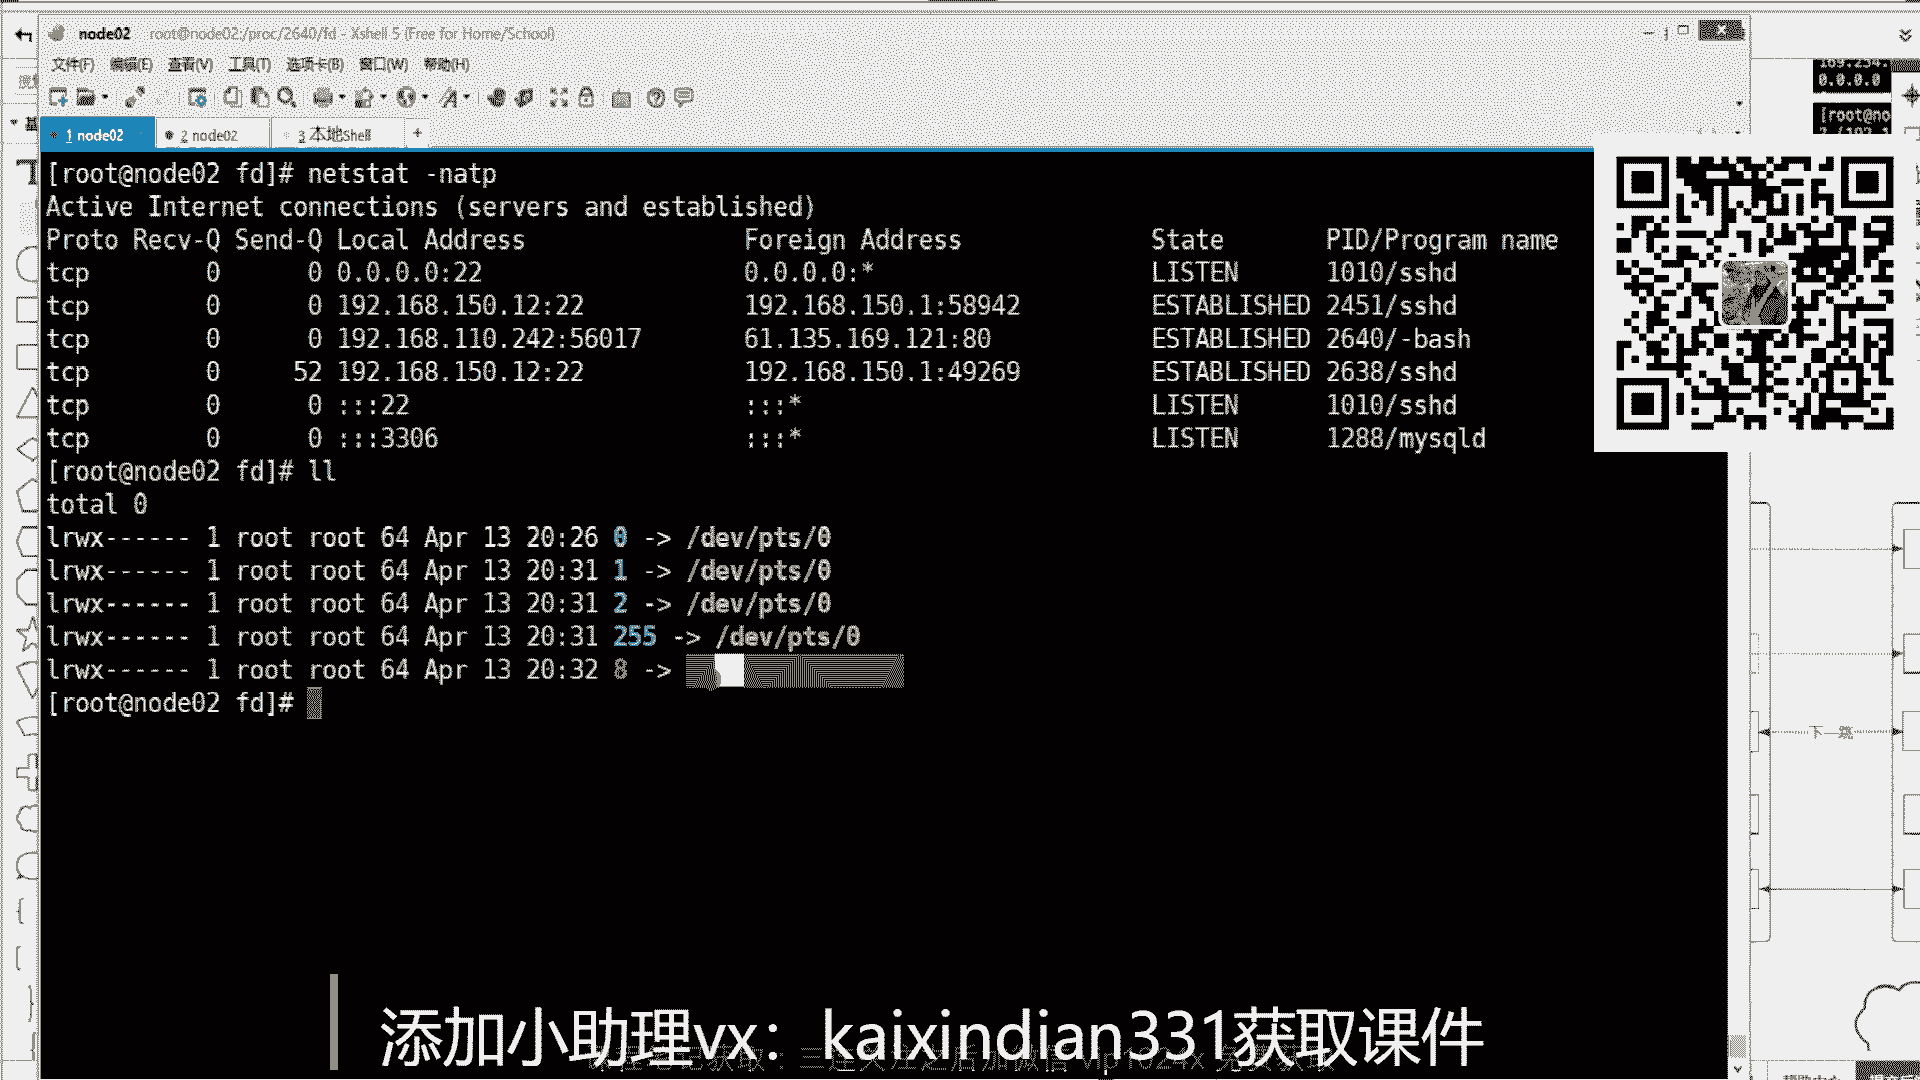 node02 root@node02:/proc/2640/fd - Xshell 5 (Free for Home/School)
文件(F) 编辑(E) 查看(V) 工具(T) 选项卡(B) 窗口(W) 帮助(H)
1 node02 2 node02 3 本地Shell +
[root@node02 fd]# netstat -natp
Active Internet connections (servers and established)
Proto Recv-Q Send-Q Local Address Foreign Address State PID/Program name
tcp 0 0 0.0.0.0:22 0.0.0.0:* LISTEN 1010/sshd
tcp 0 0 192.168.150.12:22 192.168.150.1:58942 ESTABLISHED 2451/sshd
tcp 0 0 192.168.110.242:56017 61.135.169.121:80 ESTABLISHED 2640/-bash
tcp 0 52 192.168.150.12:22 192.168.150.1:49269 ESTABLISHED 2638/sshd
tcp 0 0 :::22 :::* LISTEN 1010/sshd
tcp 0 0 :::3306 :::* LISTEN 1288/mysqld
[root@node02 fd]# ll
total 0
lrwx------ 1 root root 64 Apr 13 20:26 0 -> /dev/pts/0
lrwx------ 1 root root 64 Apr 13 20:31 1 -> /dev/pts/0
lrwx------ 1 root root 64 Apr 13 20:31 2 -> /dev/pts/0
lrwx------ 1 root root 64 Apr 13 20:31 255 -> /dev/pts/0
lrwx------ 1 root root 64 Apr 13 20:32 8 ->
[root@node02 fd]#
0.0.0.0
[root@no
下一跳
添加小助理vx：kaixindian331获取课件